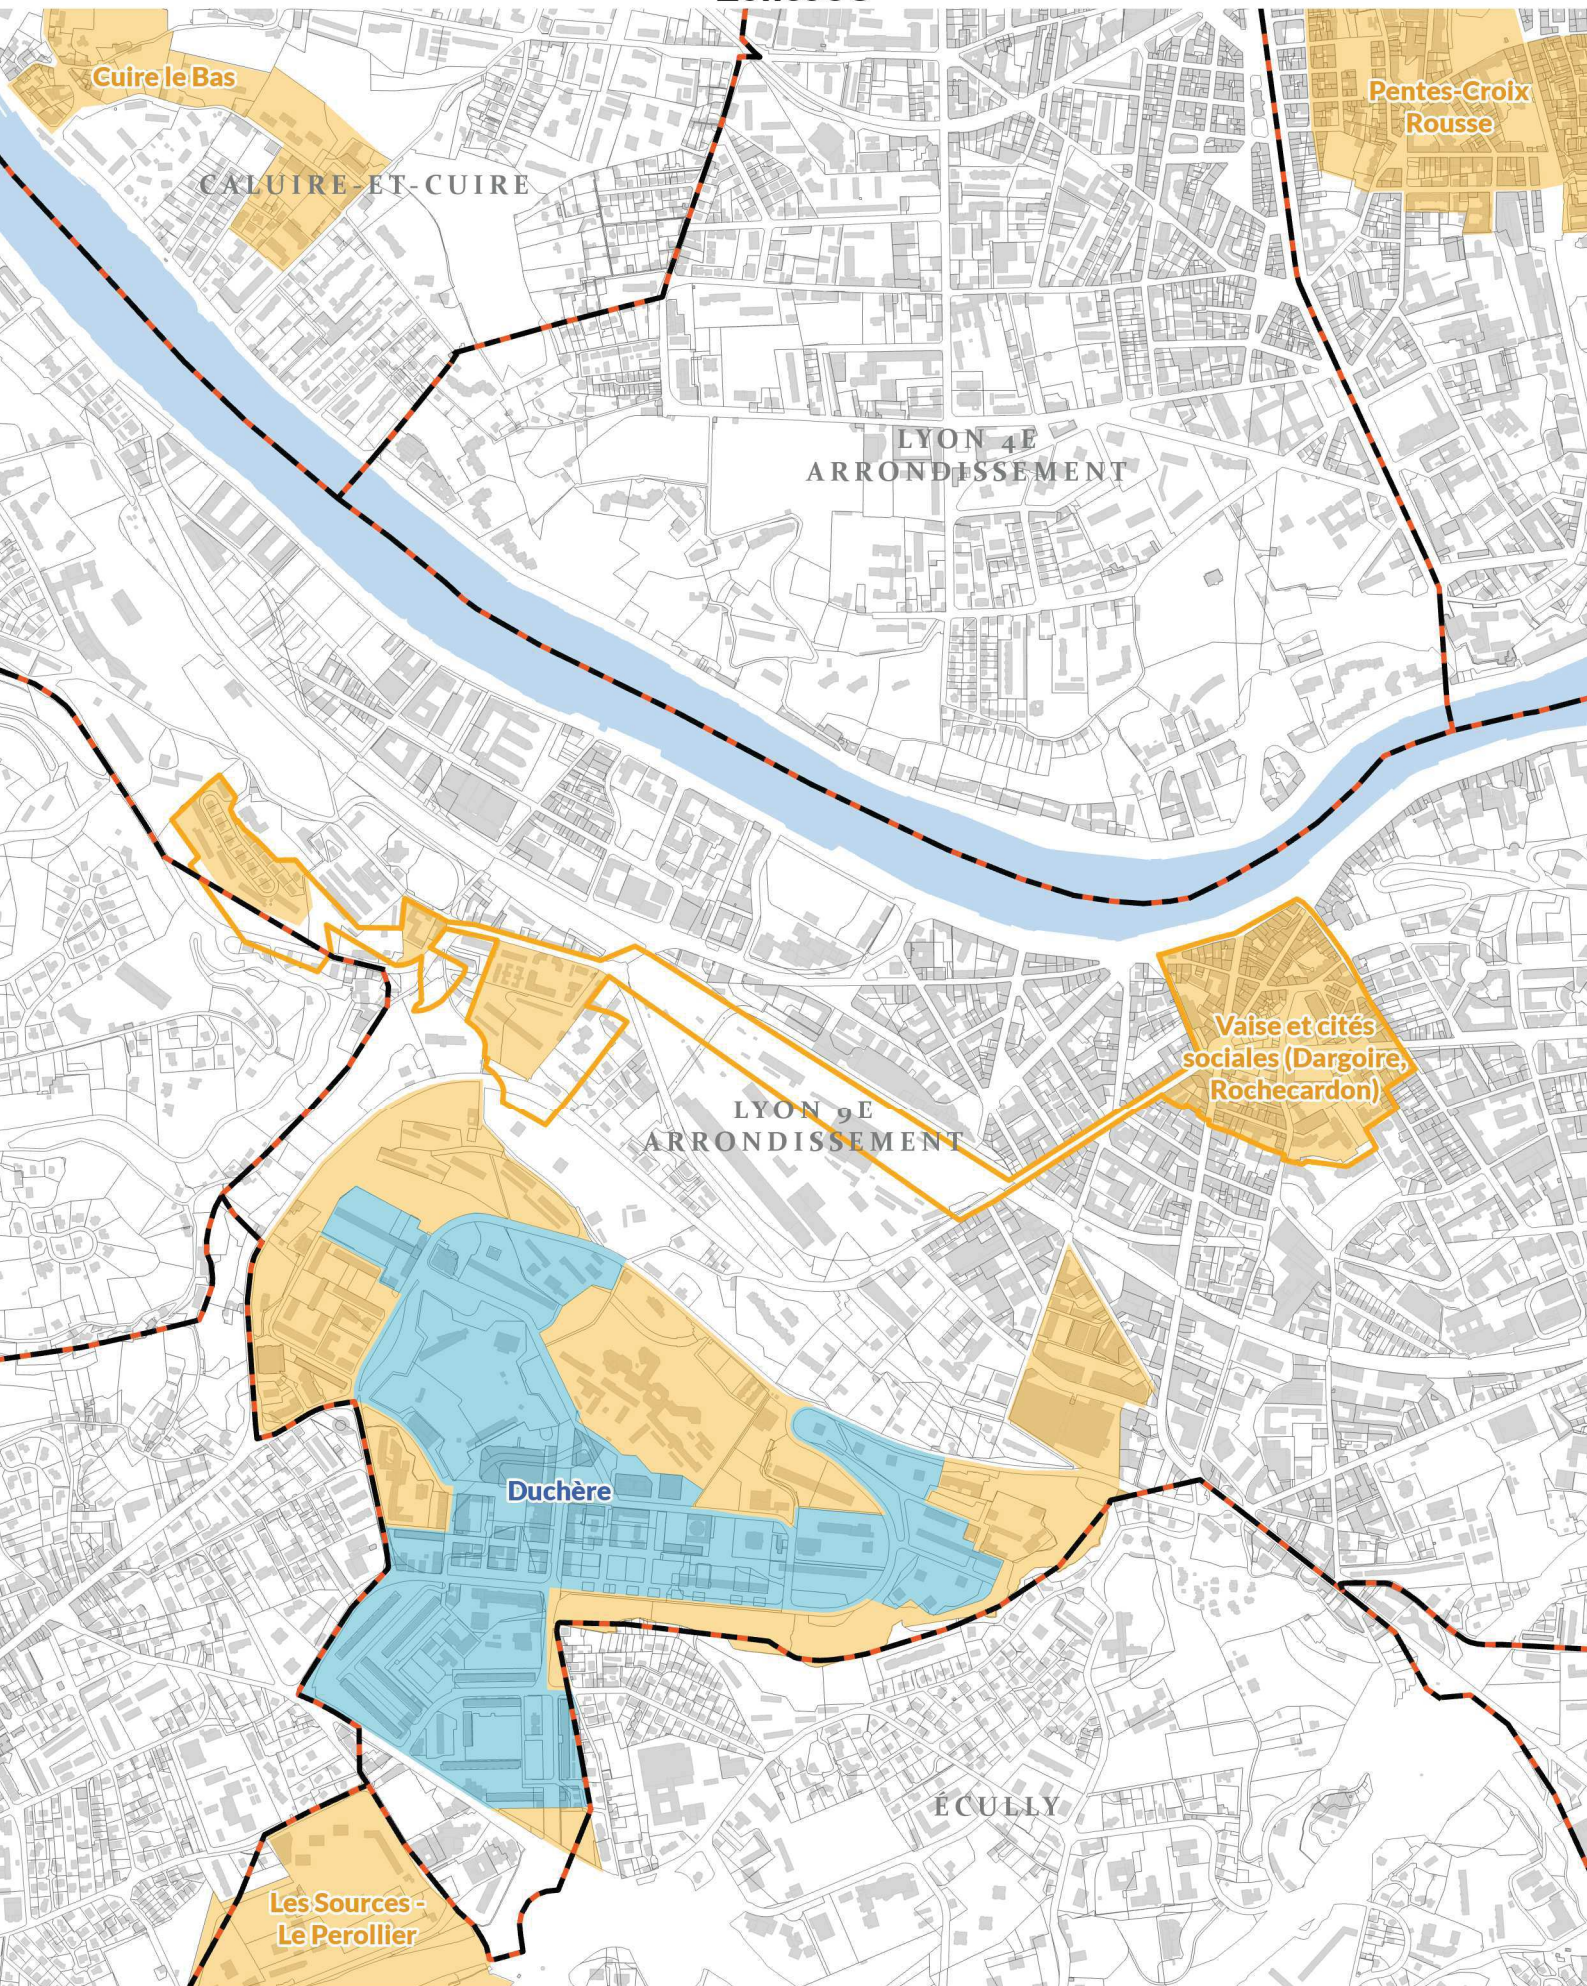 Cuire le Bas
Pentes-Croix
Rousse
CALUIRE-ET-CUIRE
LYON 4E
ARRONDISSEMENT
Vaise et cités
sociales (Dargoire,
Rochecardon)
LYON 9E
ARRONDISSEMENT
Duchère
ÉCULLY
Les Sources -
Le Perollier